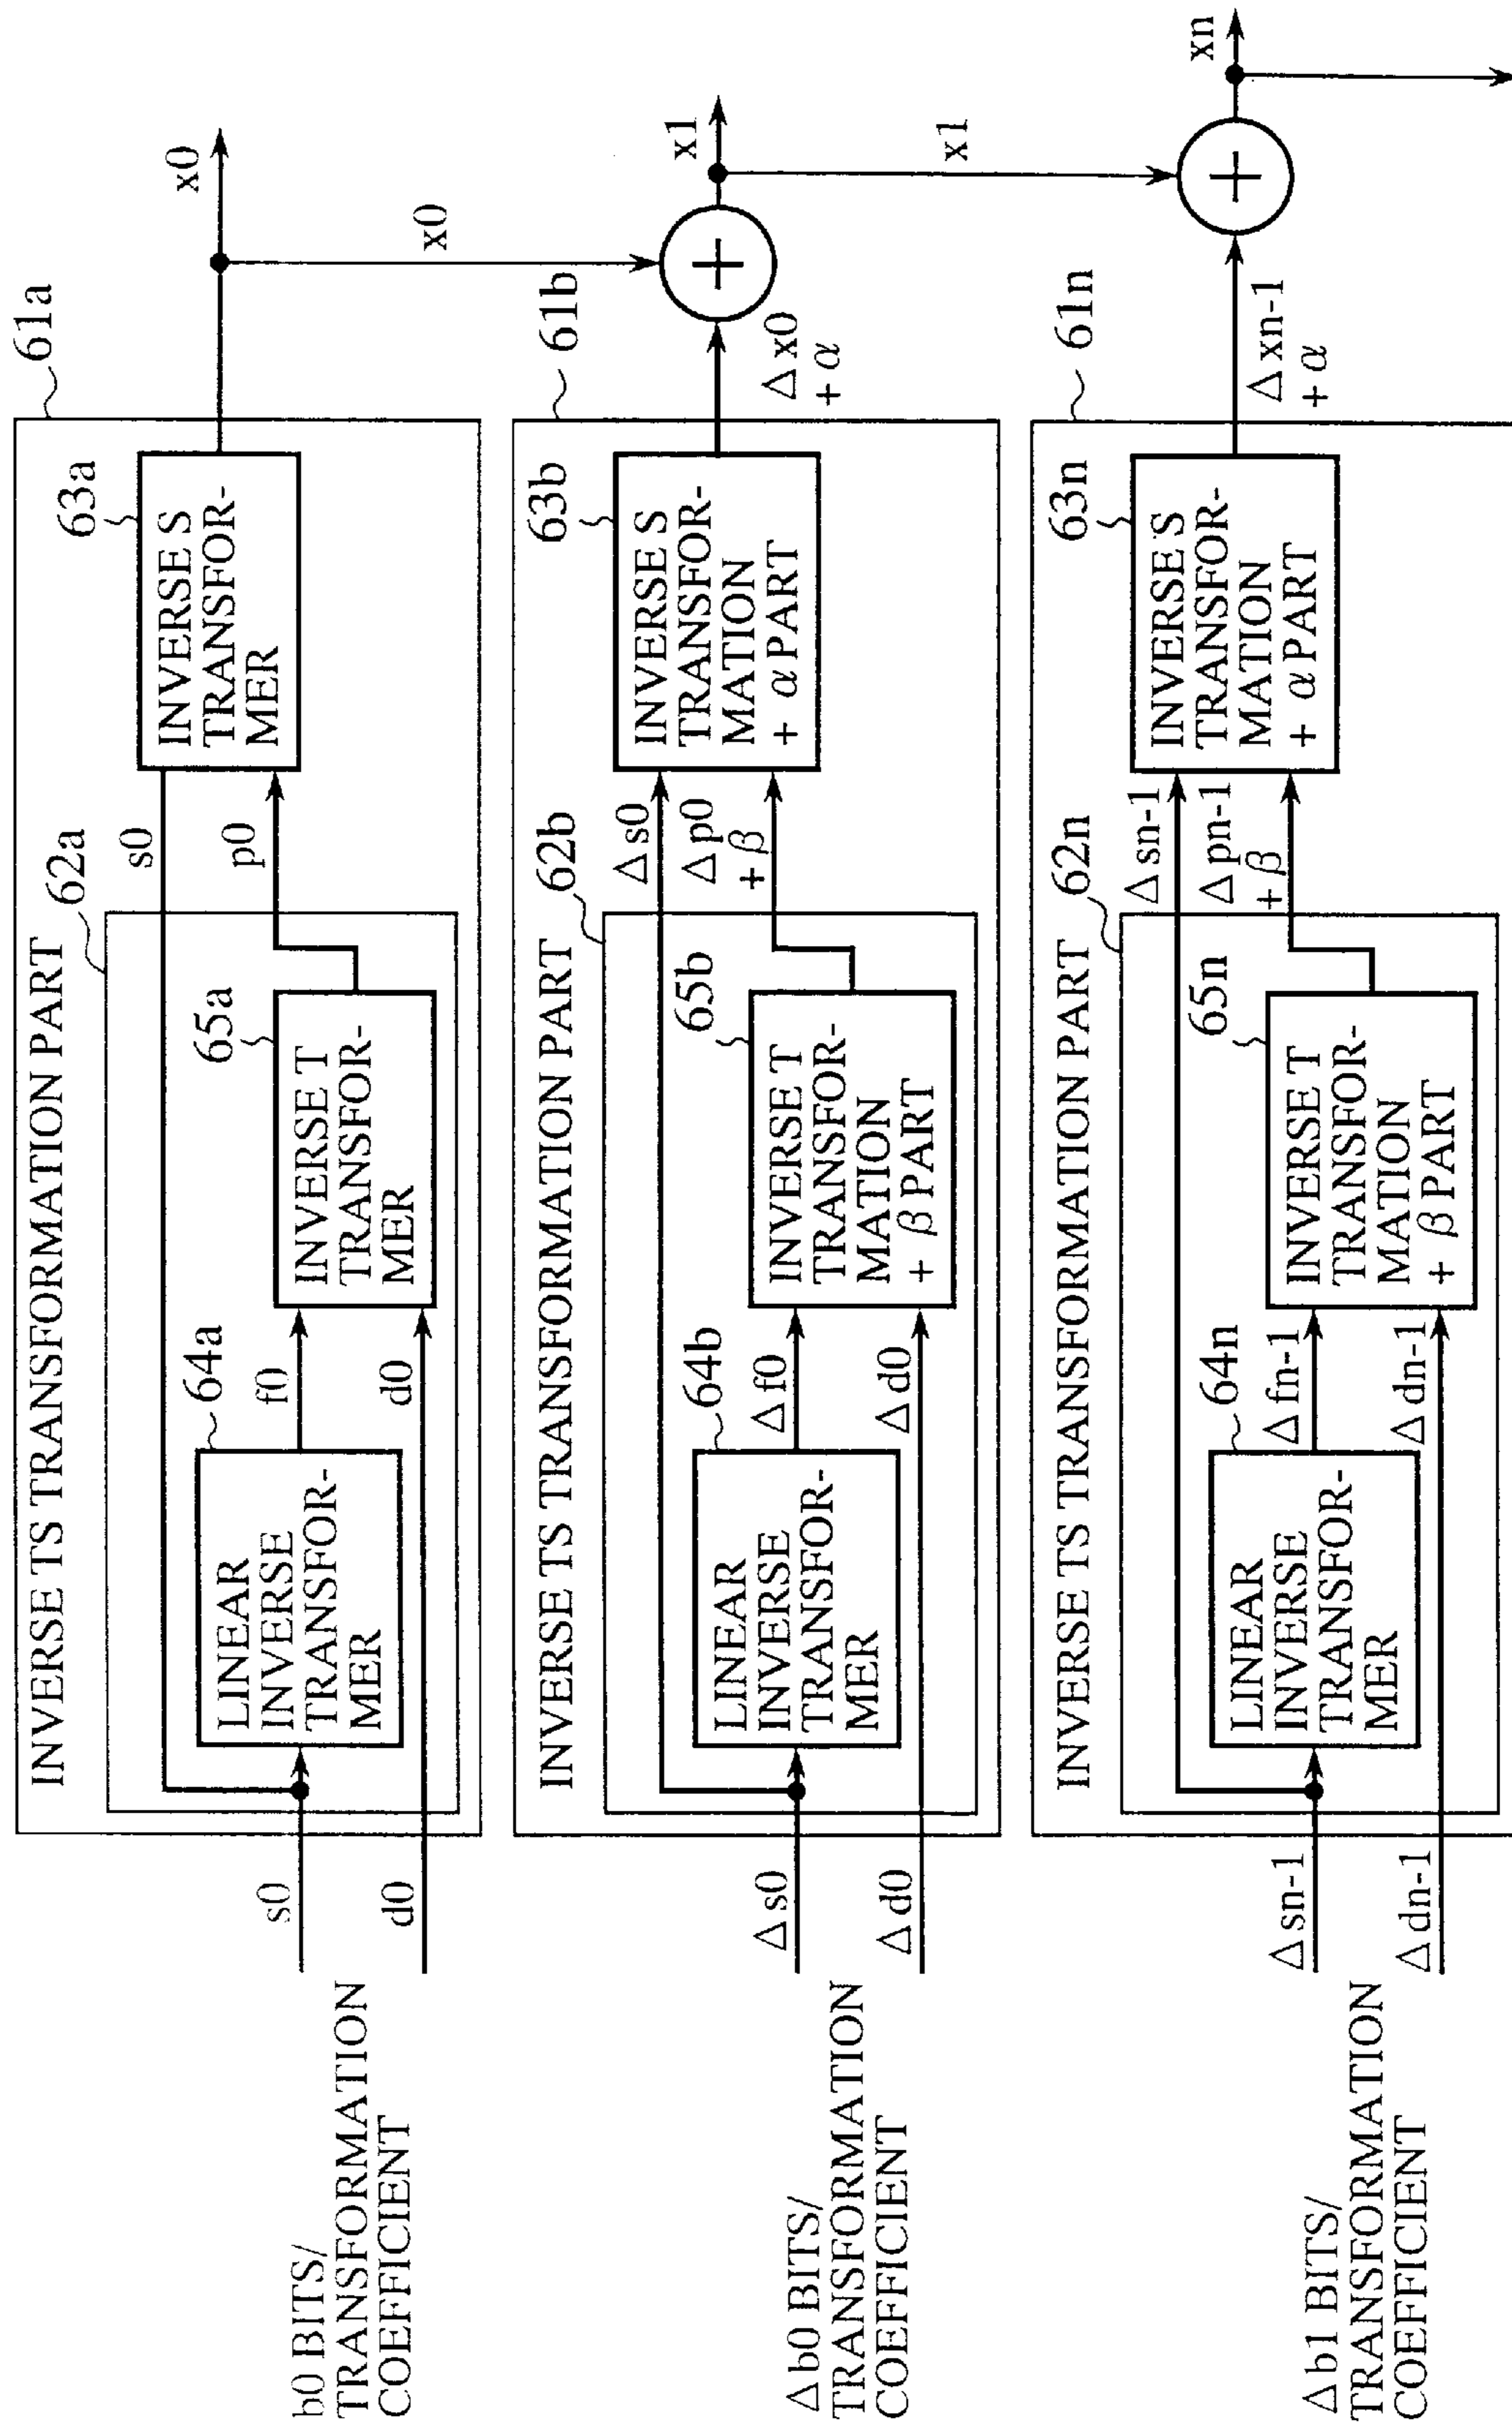 b0 BITS/
TRANSFORMATION
COEFFICIENT
s0
d0
INVERSE TS TRANSFORMATION PART
61a
62a
LINEAR
INVERSE
TRANSFOR-
MER
64a
f0
d0
INVERSE T
TRANSFOR-
MER
65a
s0
p0
INVERSE S
TRANSFOR-
MER
63a
x0
x0
Δb0 BITS/
TRANSFORMATION
COEFFICIENT
Δs0
Δd0
INVERSE TS TRANSFORMATION PART
61b
62b
LINEAR
INVERSE
TRANSFOR-
MER
64b
Δf0
Δd0
INVERSE T
TRANSFOR-
MATION
+ β PART
65b
Δs0
Δp0
+ β
INVERSE S
TRANSFOR-
MATION
+ α PART
63b
Δx0
+ α
+
x1
x1
Δb1 BITS/
TRANSFORMATION
COEFFICIENT
Δsn-1
Δdn-1
INVERSE TS TRANSFORMATION PART
61n
62n
LINEAR
INVERSE
TRANSFOR-
MER
64n
Δfn-1
Δdn-1
INVERSE T
TRANSFOR-
MATION
+ β PART
65n
Δsn-1
Δpn-1
+ β
INVERSE S
TRANSFOR-
MATION
+ α PART
63n
Δxn-1
+ α
+
xn